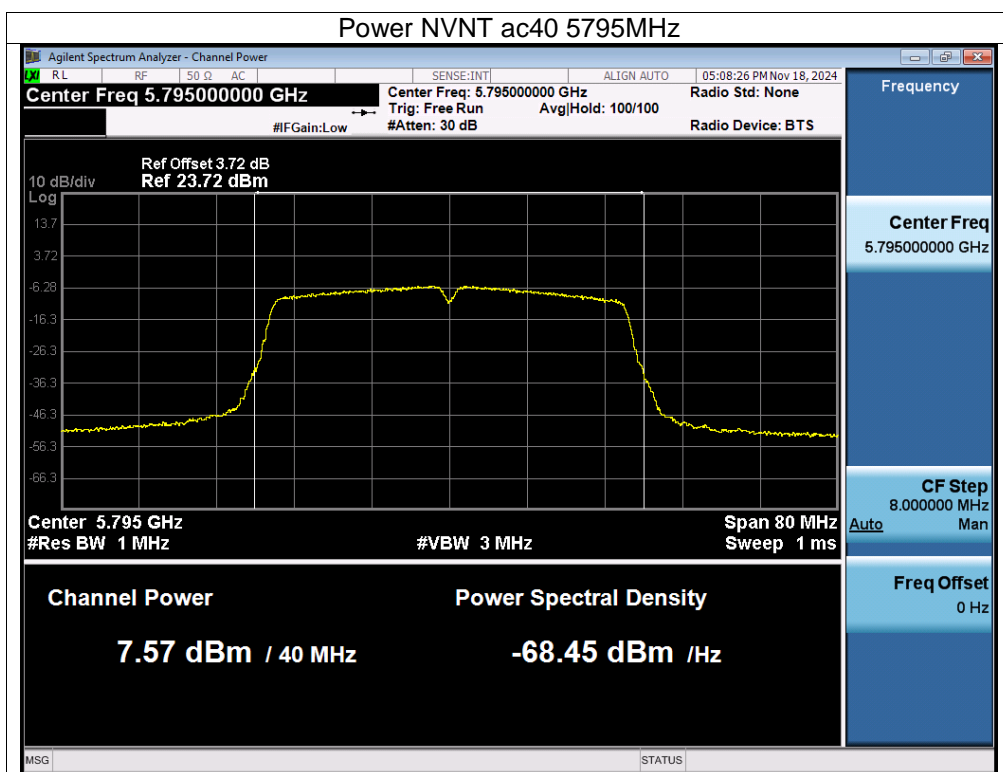 Power NVNT ac40 5795MHz
Agilent Spectrum Analyzer - Channel Power
LXI RL RF 50 Ω AC SENSE:INT ALIGN AUTO 05:08:26 PM Nov 18, 2024
Center Freq 5.795000000 GHz
Center Freq: 5.795000000 GHz Radio Std: None
Trig: Free Run Avg|Hold: 100/100
#IFGain:Low #Atten: 30 dB Radio Device: BTS
Ref Offset 3.72 dB
10 dB/div Ref 23.72 dBm
Log
13.7
3.72
-6.28
-16.3
-26.3
-36.3
-46.3
-56.3
-66.3
Center 5.795 GHz Span 80 MHz
#Res BW 1 MHz #VBW 3 MHz Sweep 1 ms
Channel Power Power Spectral Density
7.57 dBm / 40 MHz -68.45 dBm /Hz
MSG STATUS
Frequency
Center Freq
5.795000000 GHz
CF Step
8.000000 MHz
Auto Man
Freq Offset
0 Hz